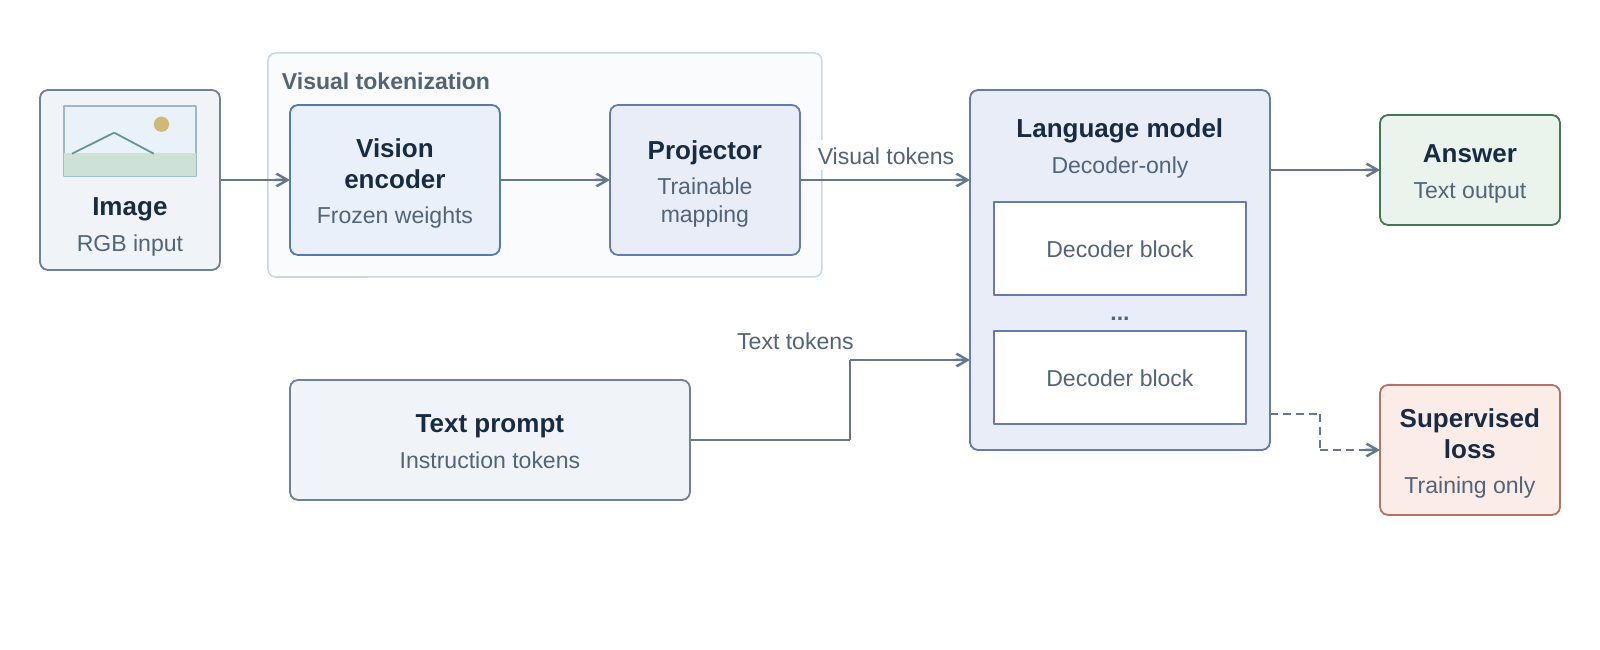 Visual tokenization
Image
RGB input
Vision
encoder
Frozen weights
Projector
Trainable
mapping
Visual tokens
Language model
Decoder-only
Decoder block
...
Decoder block
Answer
Text output
Text tokens
Text prompt
Instruction tokens
Supervised
loss
Training only